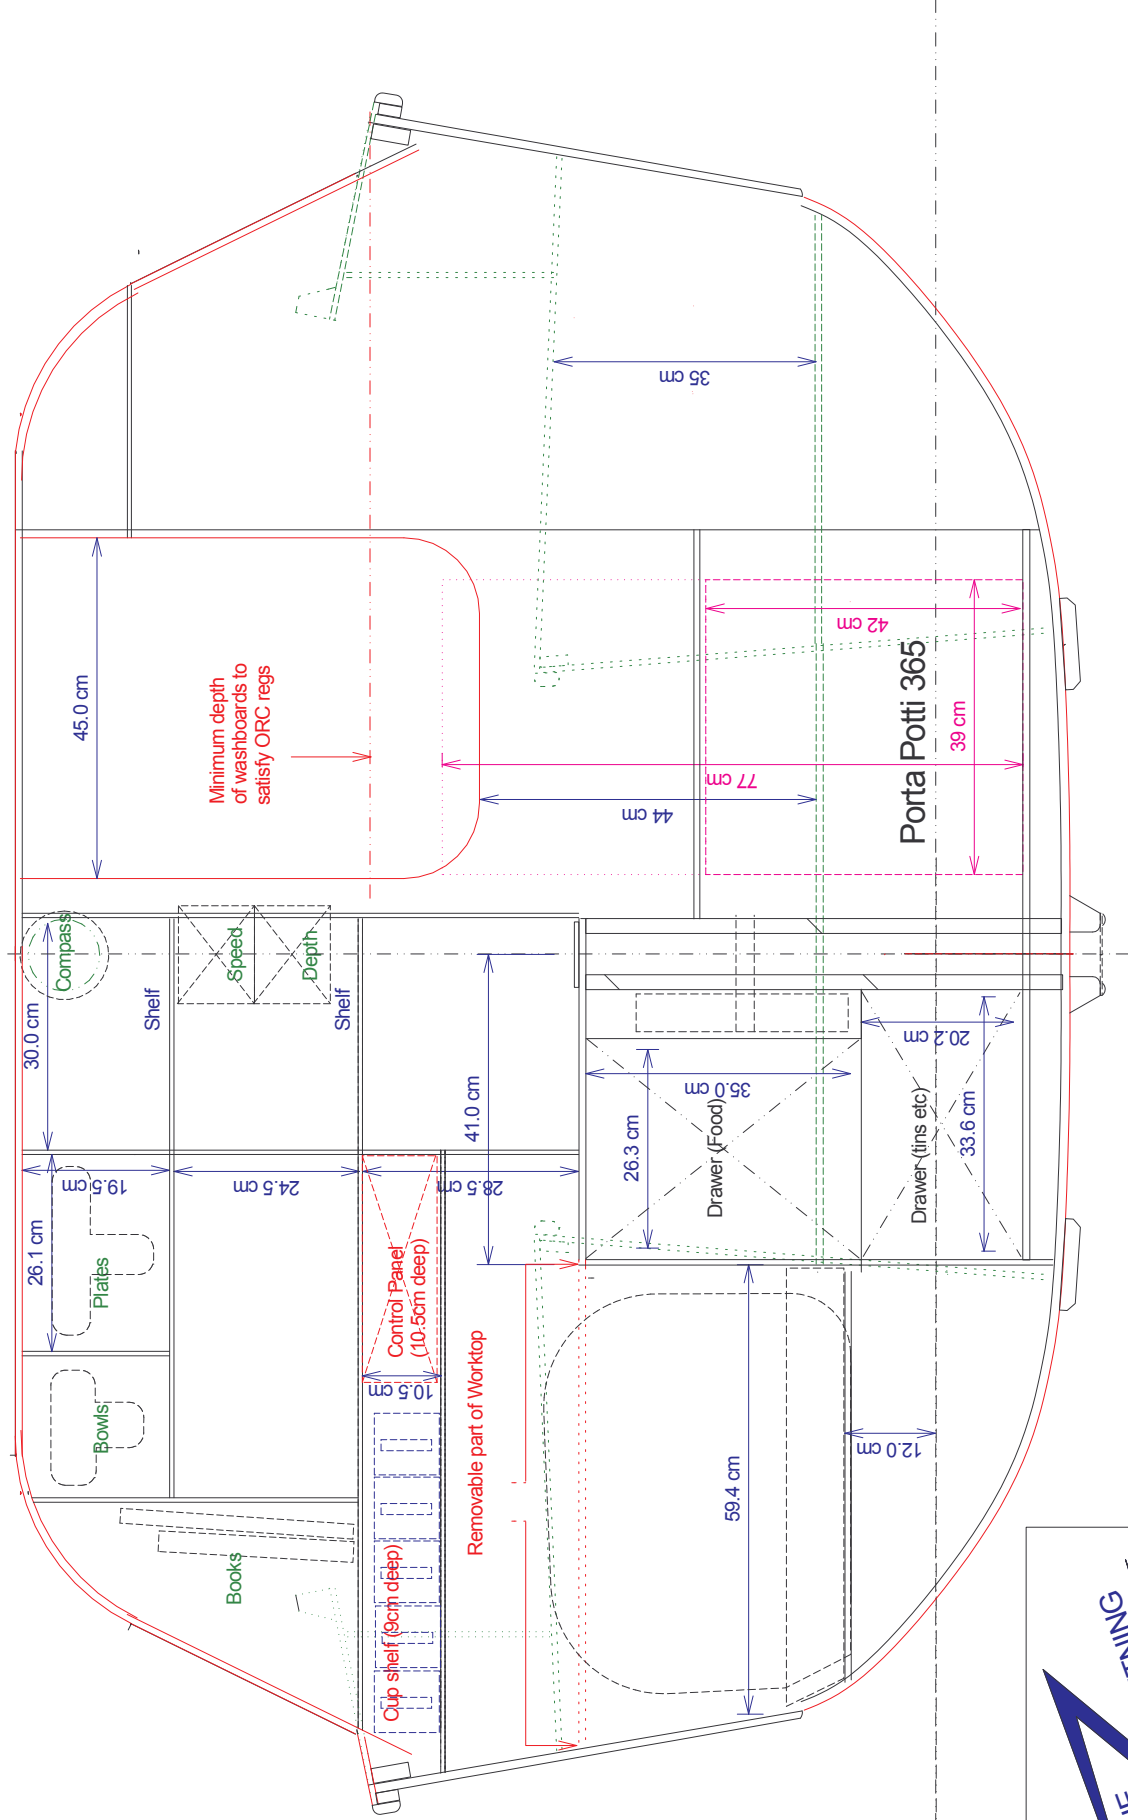 Compass
Speed
Depth
Shelf
Shelf
30.0 cm
45.0 cm
Minimum depth
of washboards to
satisfy ORC regs
35 cm
42 cm
39 cm
77 cm
44 cm
Porta Potti 365
41.0 cm
19.5 cm
24.5 cm
28.5 cm
26.1 cm
Plates
Bowls
Books
Control Panel
(10.5cm deep)
10.5 cm
Cup shelf (9cm deep)
Removable part of Worktop
26.3 cm
35.0 cm
Drawer (Food)
20.2 cm
33.6 cm
Drawer (tins etc)
59.4 cm
12.0 cm